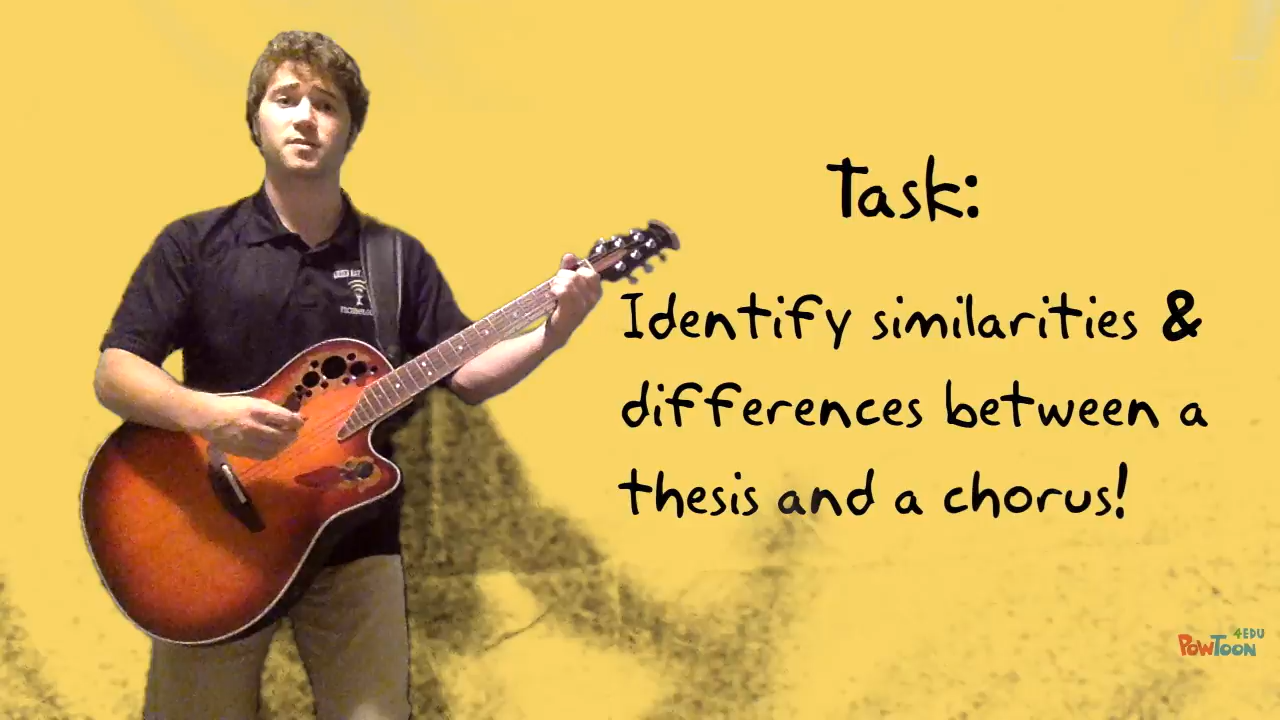 Task:
Identify similarities &
differences between a
thesis and a chorus!
4EDU
POWTOON